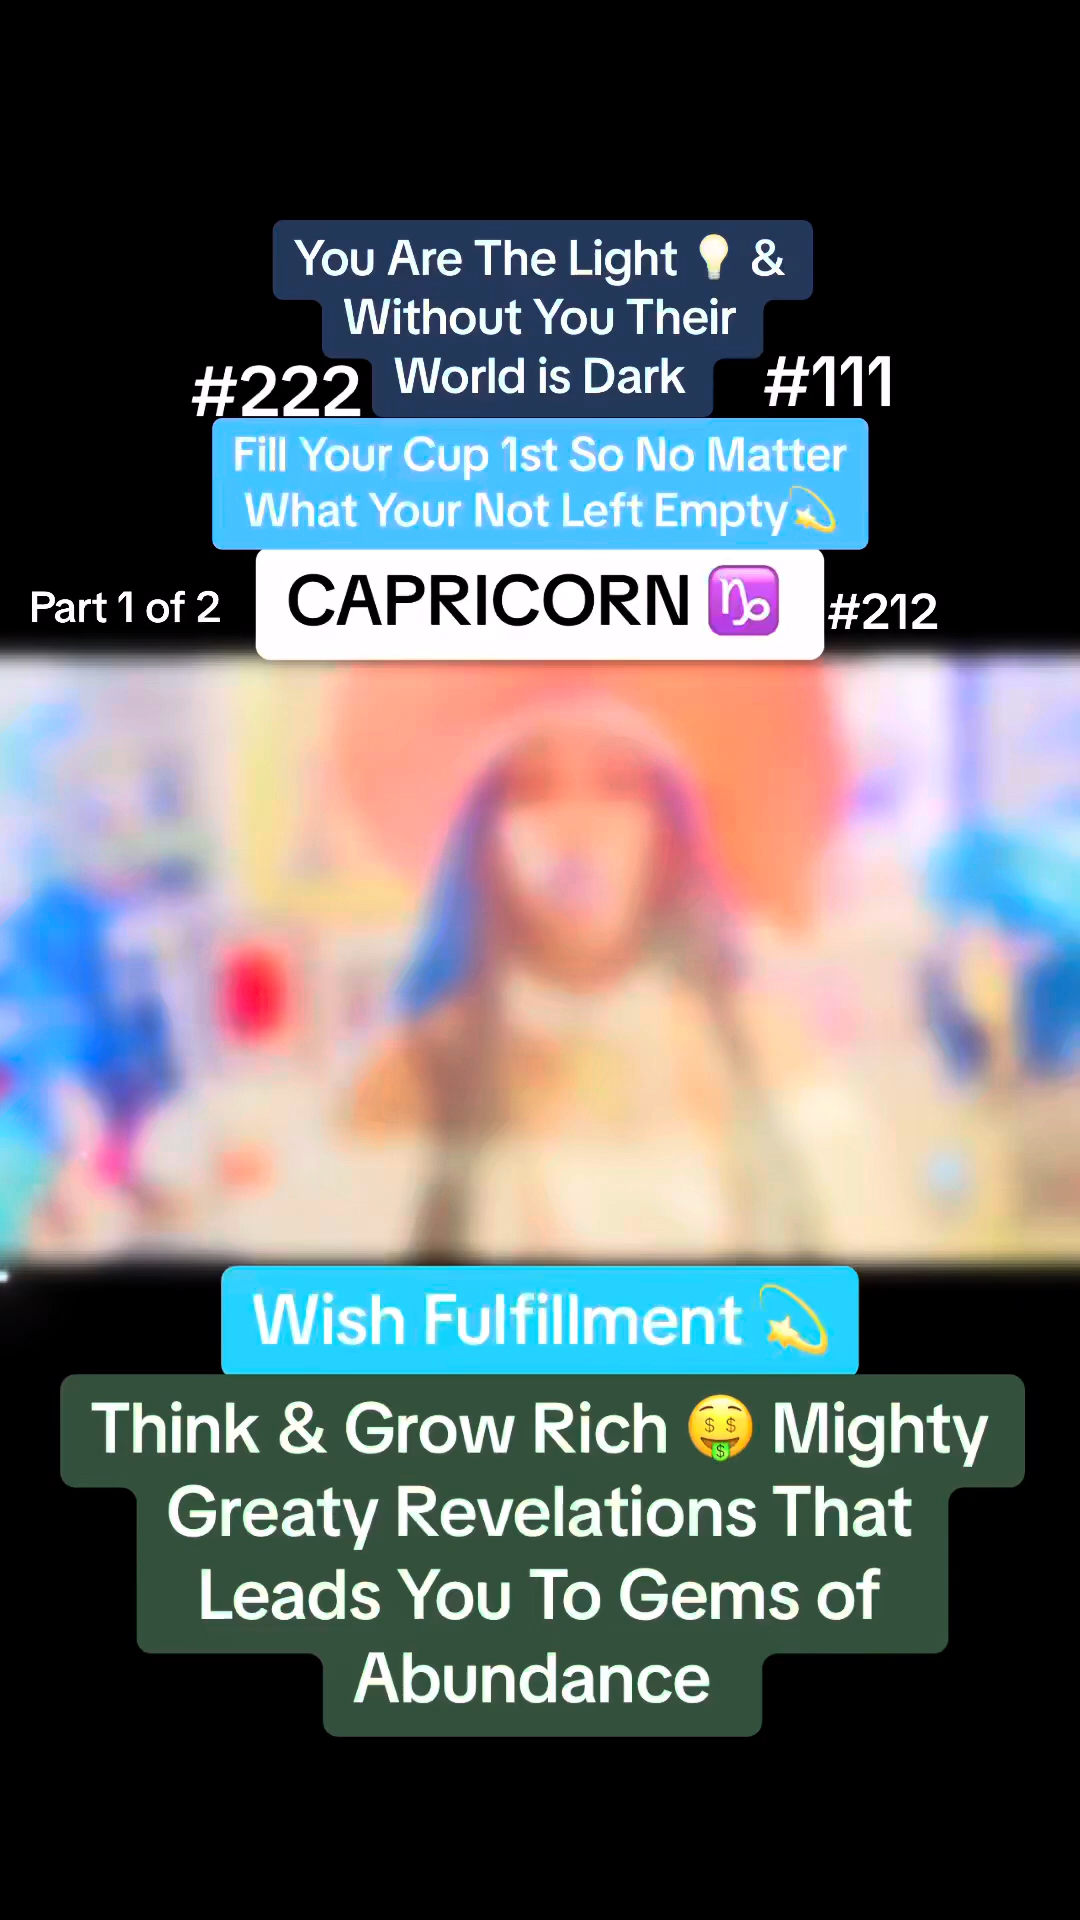 You Are The Light 💡 &
Without You Their
World is Dark
#222
#111
Fill Your Cup 1st So No Matter
What Your Not Left Empty💫
Part 1 of 2
CAPRICORN ♑
#212
Wish Fulfillment 💫
Think & Grow Rich 🤑 Mighty
Greaty Revelations That
Leads You To Gems of
Abundance